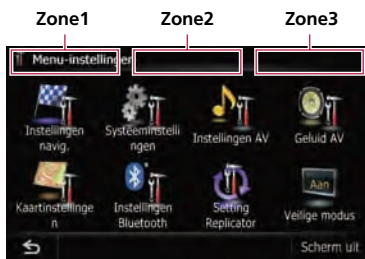 Zone1 Zone2 Zone3
Menu-instellingen
Instellingen navig.
Systeeminstelli ngen
Instellingen AV
Geluid AV
Kaartinstellinge n
Instellingen Bluetooth
Setting Replicator
Aan
Veilige modus
Scherm uit